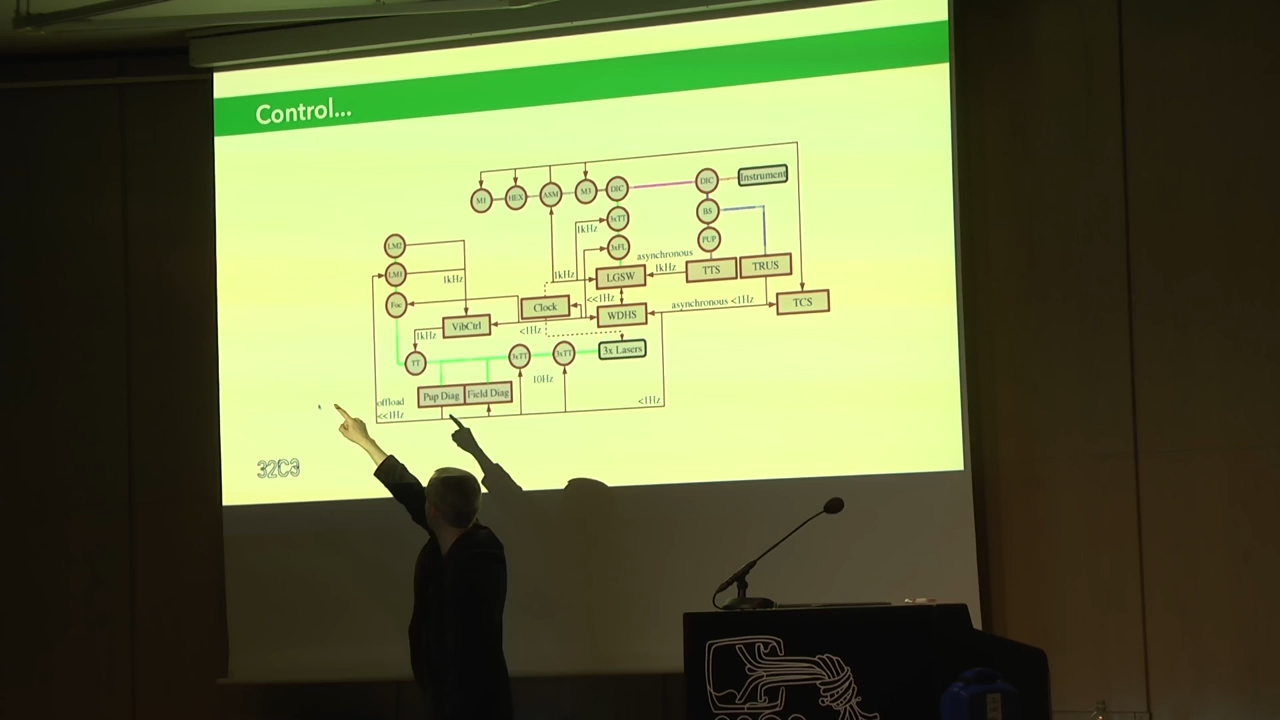 Control...
M1 HEX ASM M3 DIC DIC Instrument
3xTT BS
1kHz
LM2 3xFL PUP
asynchronous
LM1 1kHz 1kHz LGSW 1kHz TTS TRUS
Foc Clock <<1Hz asynchronous <1Hz TCS
VibCtrl <1Hz WDHS
1kHz
TT 3xTT 3xTT 3x Lasers
10Hz
Pup Diag Field Diag
offload
<<1Hz <1Hz
32C3